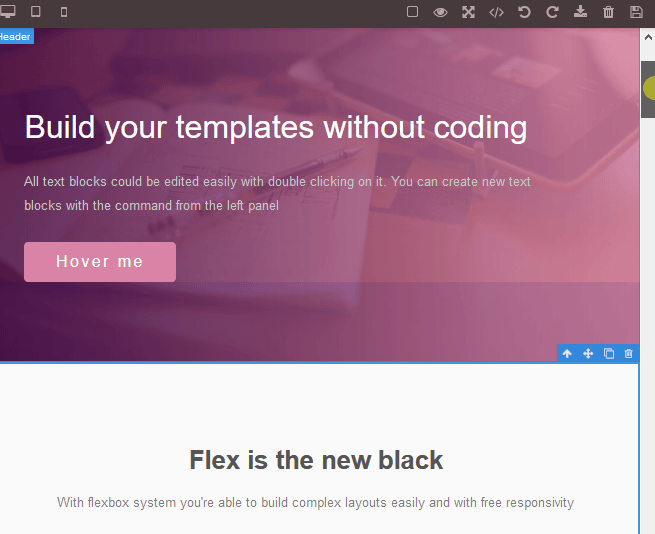 Header
Build your templates without coding
All text blocks could be edited easily with double clicking on it. You can create new text
blocks with the command from the left panel
Hover me
Flex is the new black
With flexbox system you're able to build complex layouts easily and with free responsivity